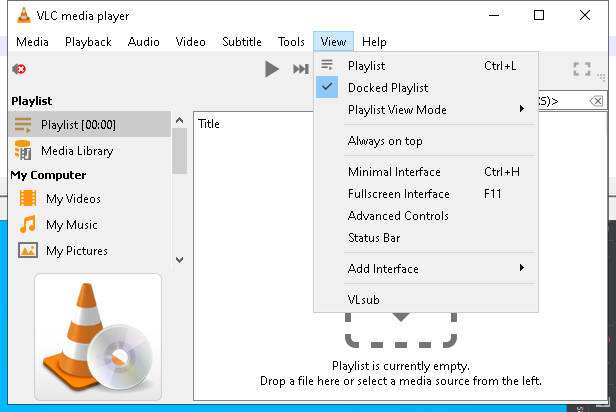 VLC media player
Media Playback Audio Video Subtitle Tools View Help
Playlist
Playlist [00:00]
Media Library
My Computer
My Videos
My Music
My Pictures
Title
Playlist Ctrl+L
Docked Playlist
Playlist View Mode
Always on top
Minimal Interface Ctrl+H
Fullscreen Interface F11
Advanced Controls
Status Bar
Add Interface
VLsub
Playlist is currently empty.
Drop a file here or select a media source from the left.